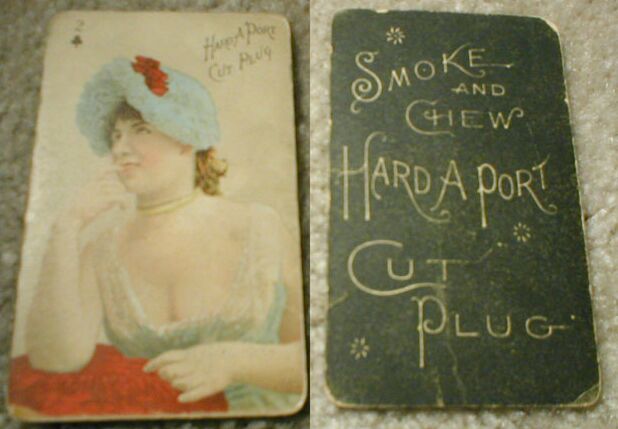 2
♣
HARD A PORT
CUT PLUG
SMOKE
AND
CHEW
HARD A PORT
CUT
PLUG